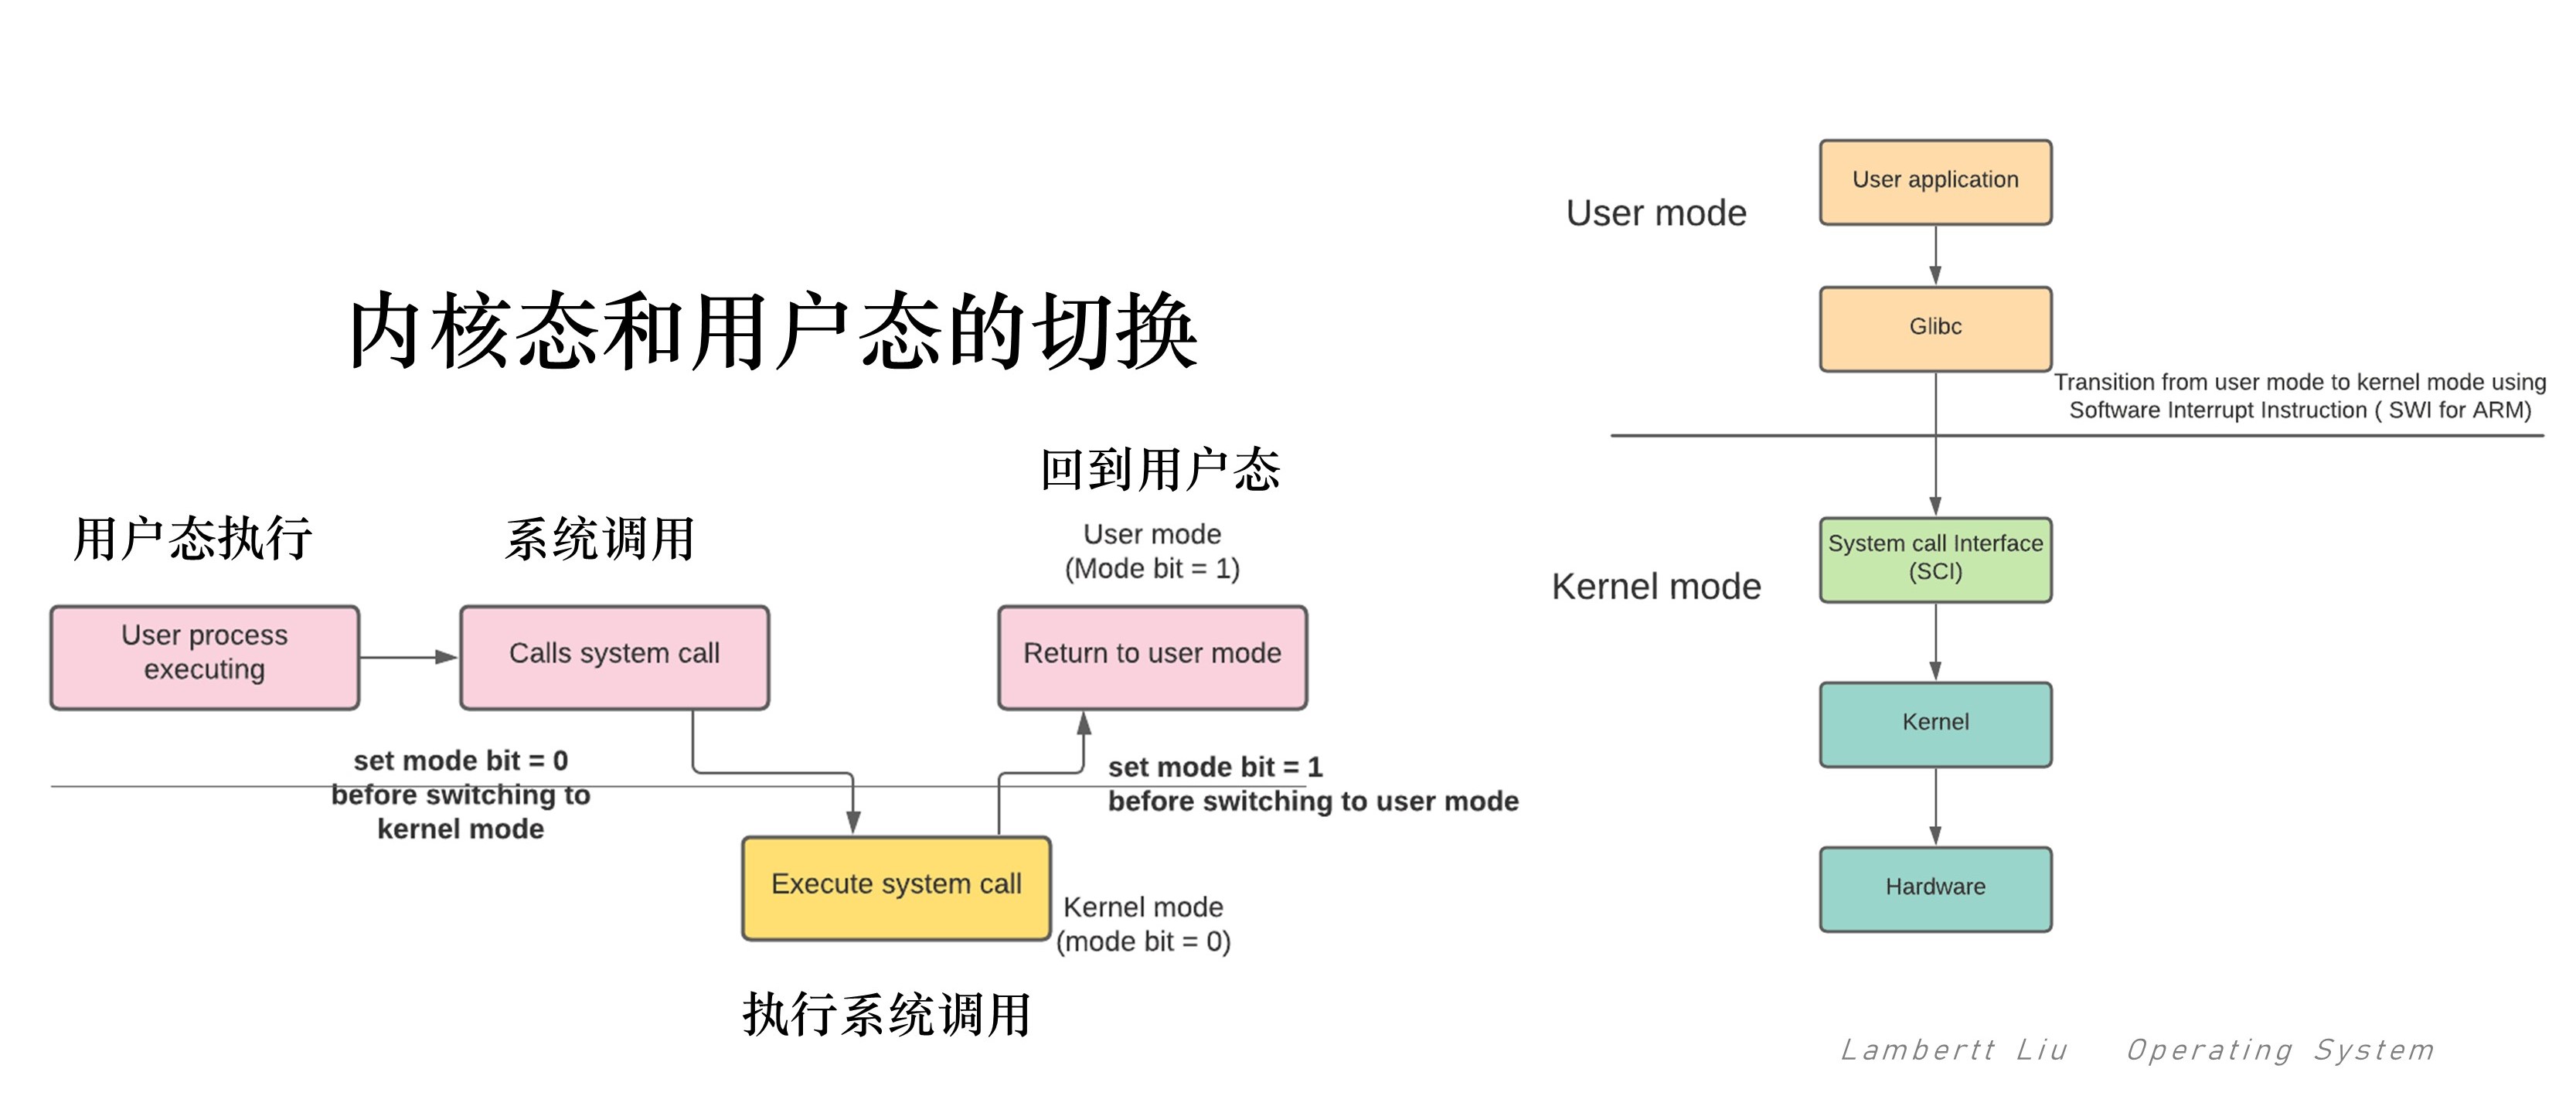 内核态和用户态的切换
用户态执行
系统调用
回到用户态
User mode
(Mode bit = 1)
User process
executing
Calls system call
Return to user mode
set mode bit = 0
before switching to
kernel mode
set mode bit = 1
before switching to user mode
Execute system call
Kernel mode
(mode bit = 0)
执行系统调用
User mode
User application
Glibc
Transition from user mode to kernel mode using
Software Interrupt Instruction ( SWI for ARM)
Kernel mode
System call Interface
(SCI)
Kernel
Hardware
Lambertt Liu Operating System